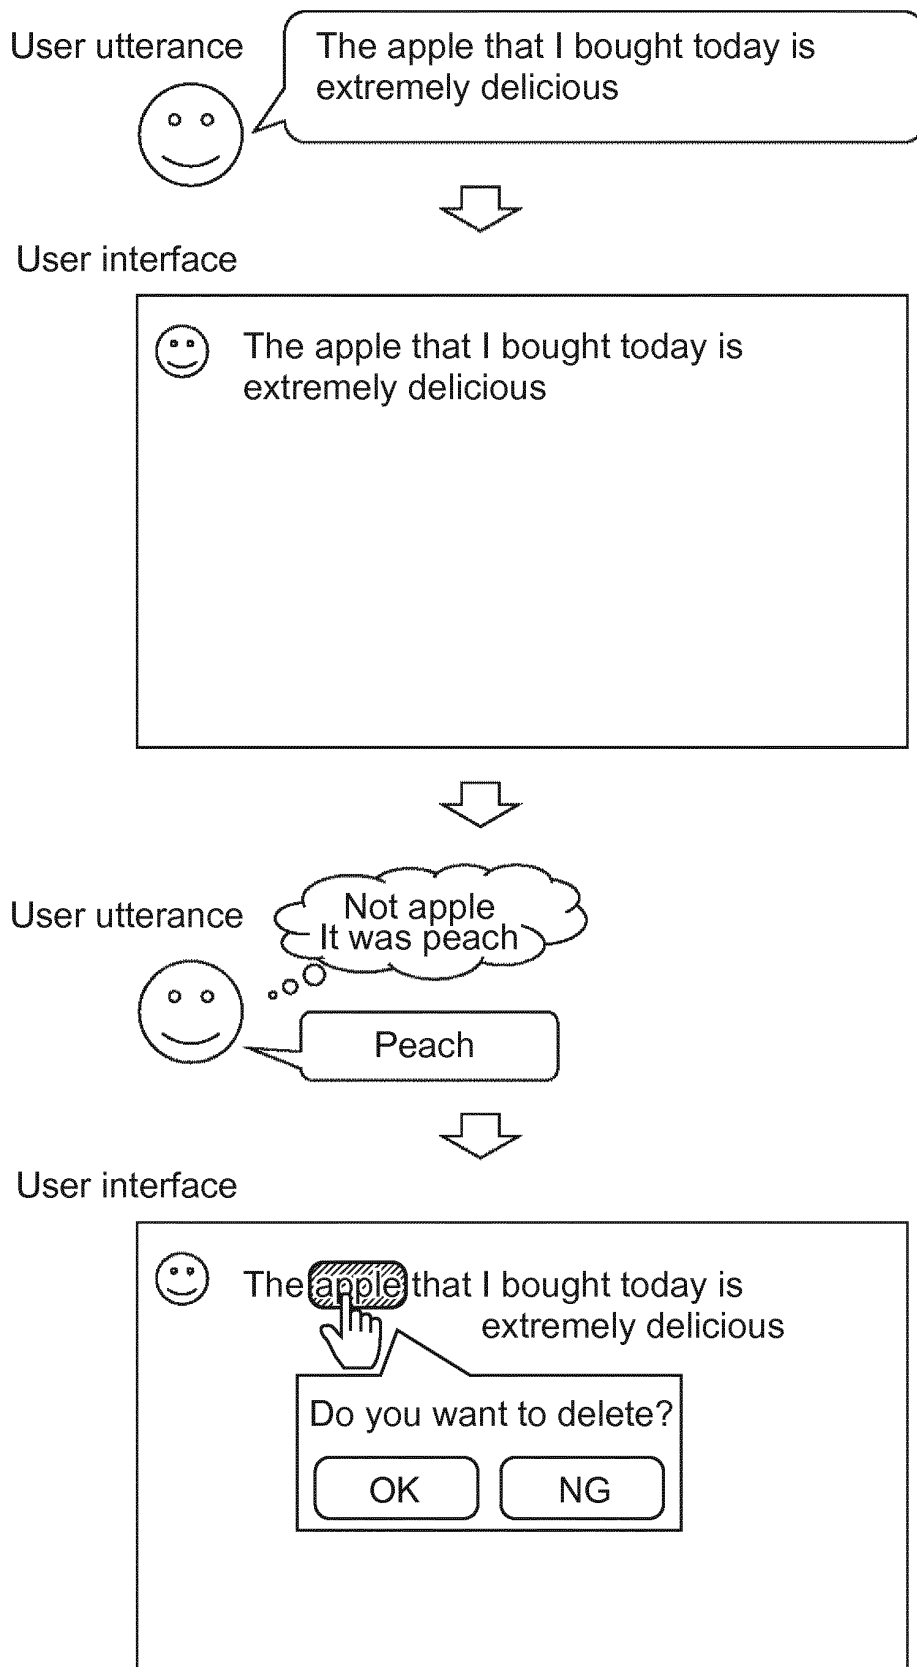 User utterance
The apple that I bought today is
extremely delicious
User interface
The apple that I bought today is
extremely delicious
User utterance
Not apple
It was peach
Peach
User interface
The apple that I bought today is
extremely delicious
Do you want to delete?
OK
NG